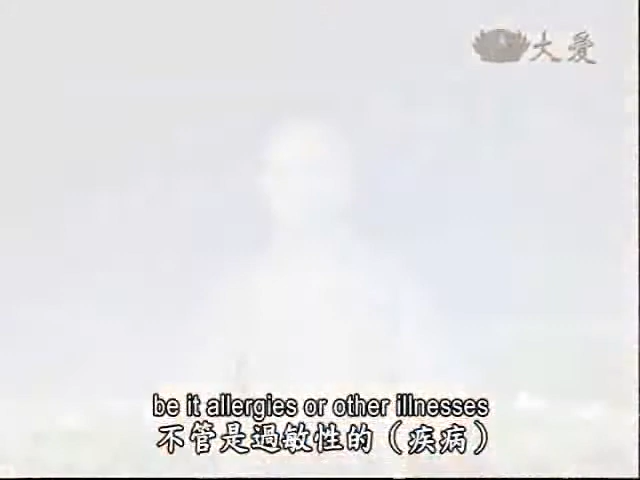 大愛
be it allergies or other illnesses
不管是過敏性的（疾病）